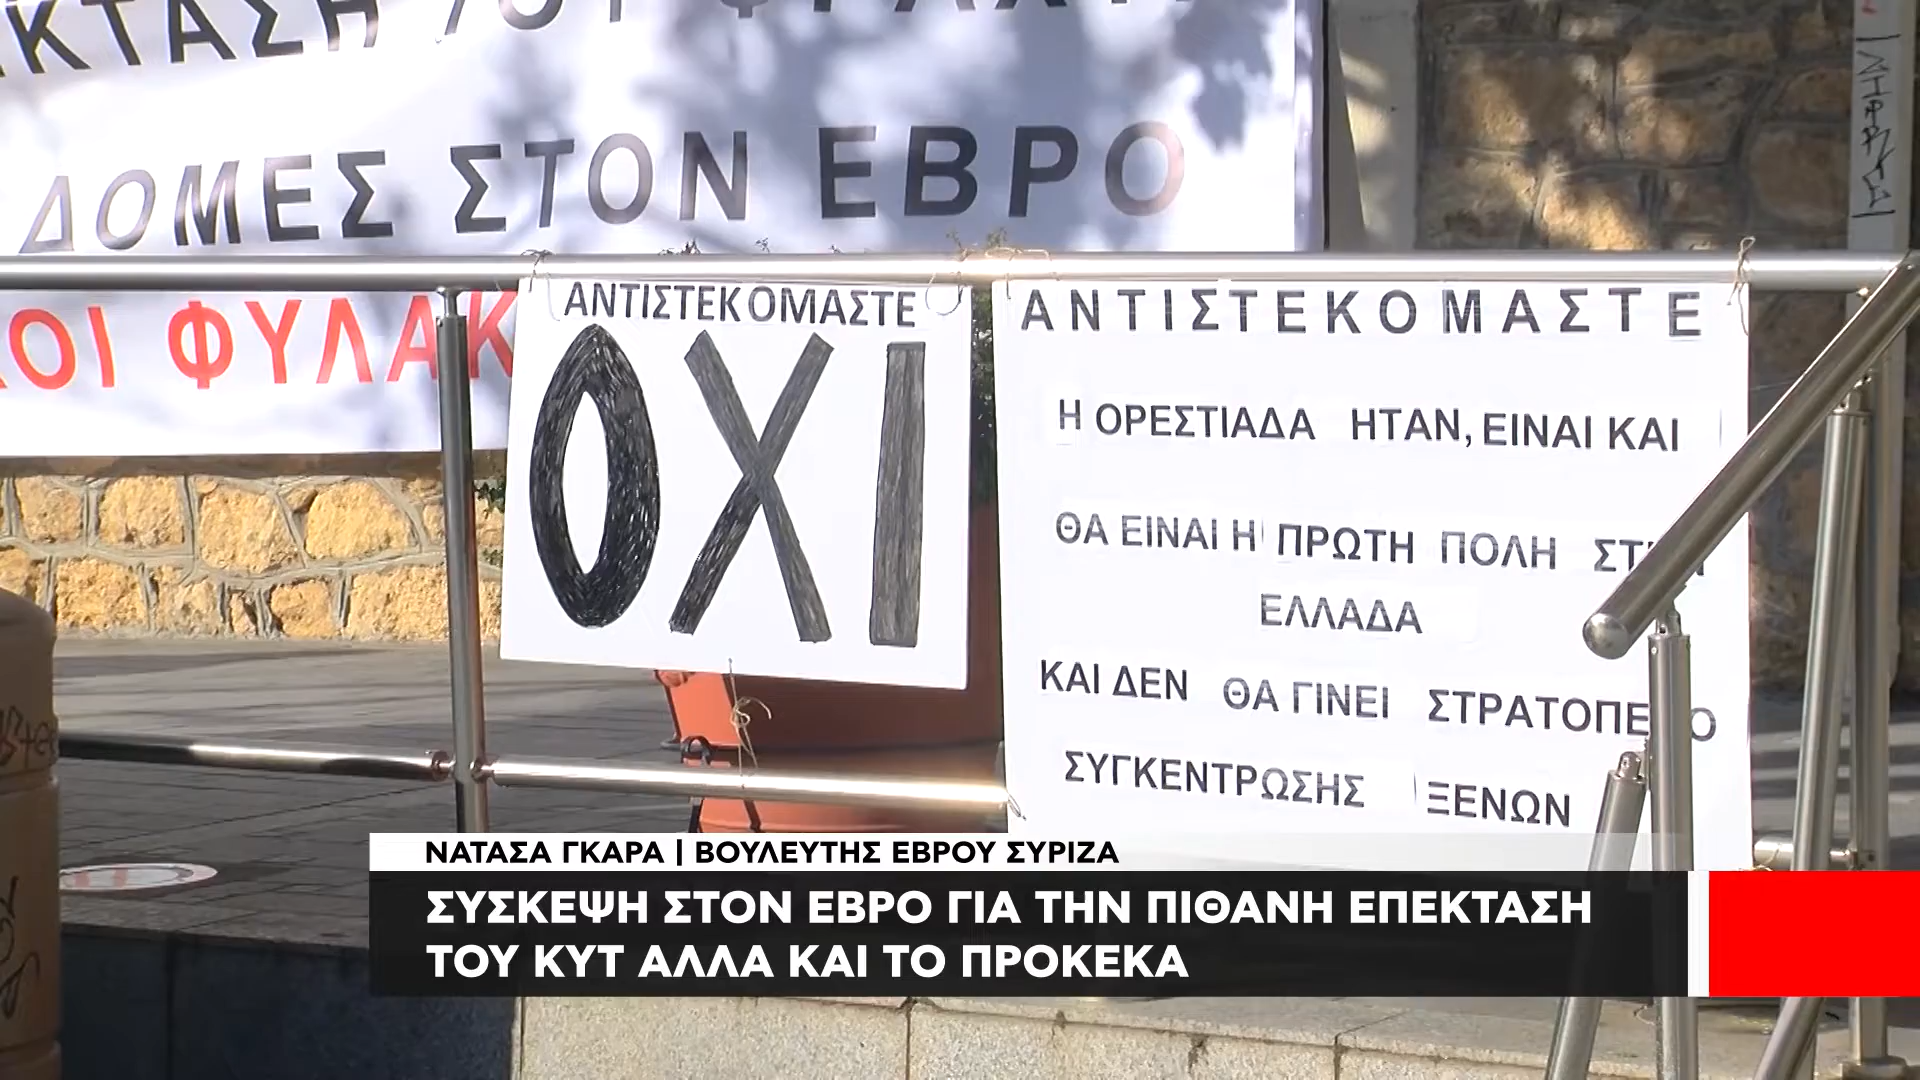 ΔΟΜΕΣ ΣΤΟΝ ΕΒΡΟ
ΑΝΤΙΣΤΕΚΟΜΑΣΤΕ
ΟΧΙ
ΑΝΤΙΣΤΕΚΟΜΑΣΤΕ
Η ΟΡΕΣΤΙΑΔΑ ΗΤΑΝ, ΕΙΝΑΙ ΚΑΙ
ΘΑ ΕΙΝΑΙ Η ΠΡΩΤΗ ΠΟΛΗ
ΕΛΛΑΔΑ
ΚΑΙ ΔΕΝ ΘΑ ΓΙΝΕΙ ΣΤΡΑΤΟΠΕΔΟ
ΣΥΓΚΕΝΤΡΩΣΗΣ ΞΕΝΩΝ
ΝΑΤΑΣΑ ΓΚΑΡΑ | ΒΟΥΛΕΥΤΗΣ ΕΒΡΟΥ ΣΥΡΙΖΑ
ΣΥΣΚΕΨΗ ΣΤΟΝ ΕΒΡΟ ΓΙΑ ΤΗΝ ΠΙΘΑΝΗ ΕΠΕΚΤΑΣΗ
ΤΟΥ ΚΥΤ ΑΛΛΑ ΚΑΙ ΤΟ ΠΡΟΚΕΚΑ